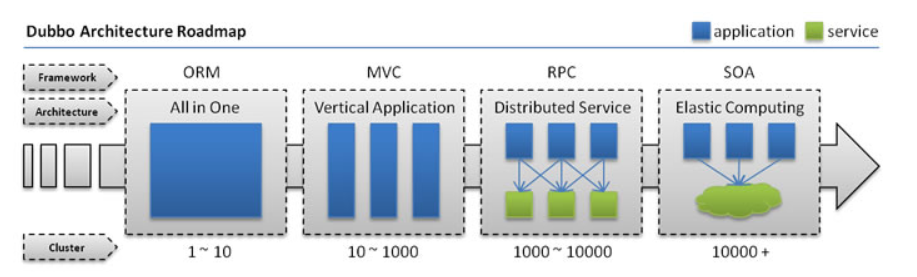 Dubbo Architecture Roadmap
application
service
Framework
ORM
MVC
RPC
SOA
Architecture
All in One
Vertical Application
Distributed Service
Elastic Computing
Cluster
1 ~ 10
10 ~ 1000
1000 ~ 10000
10000 +